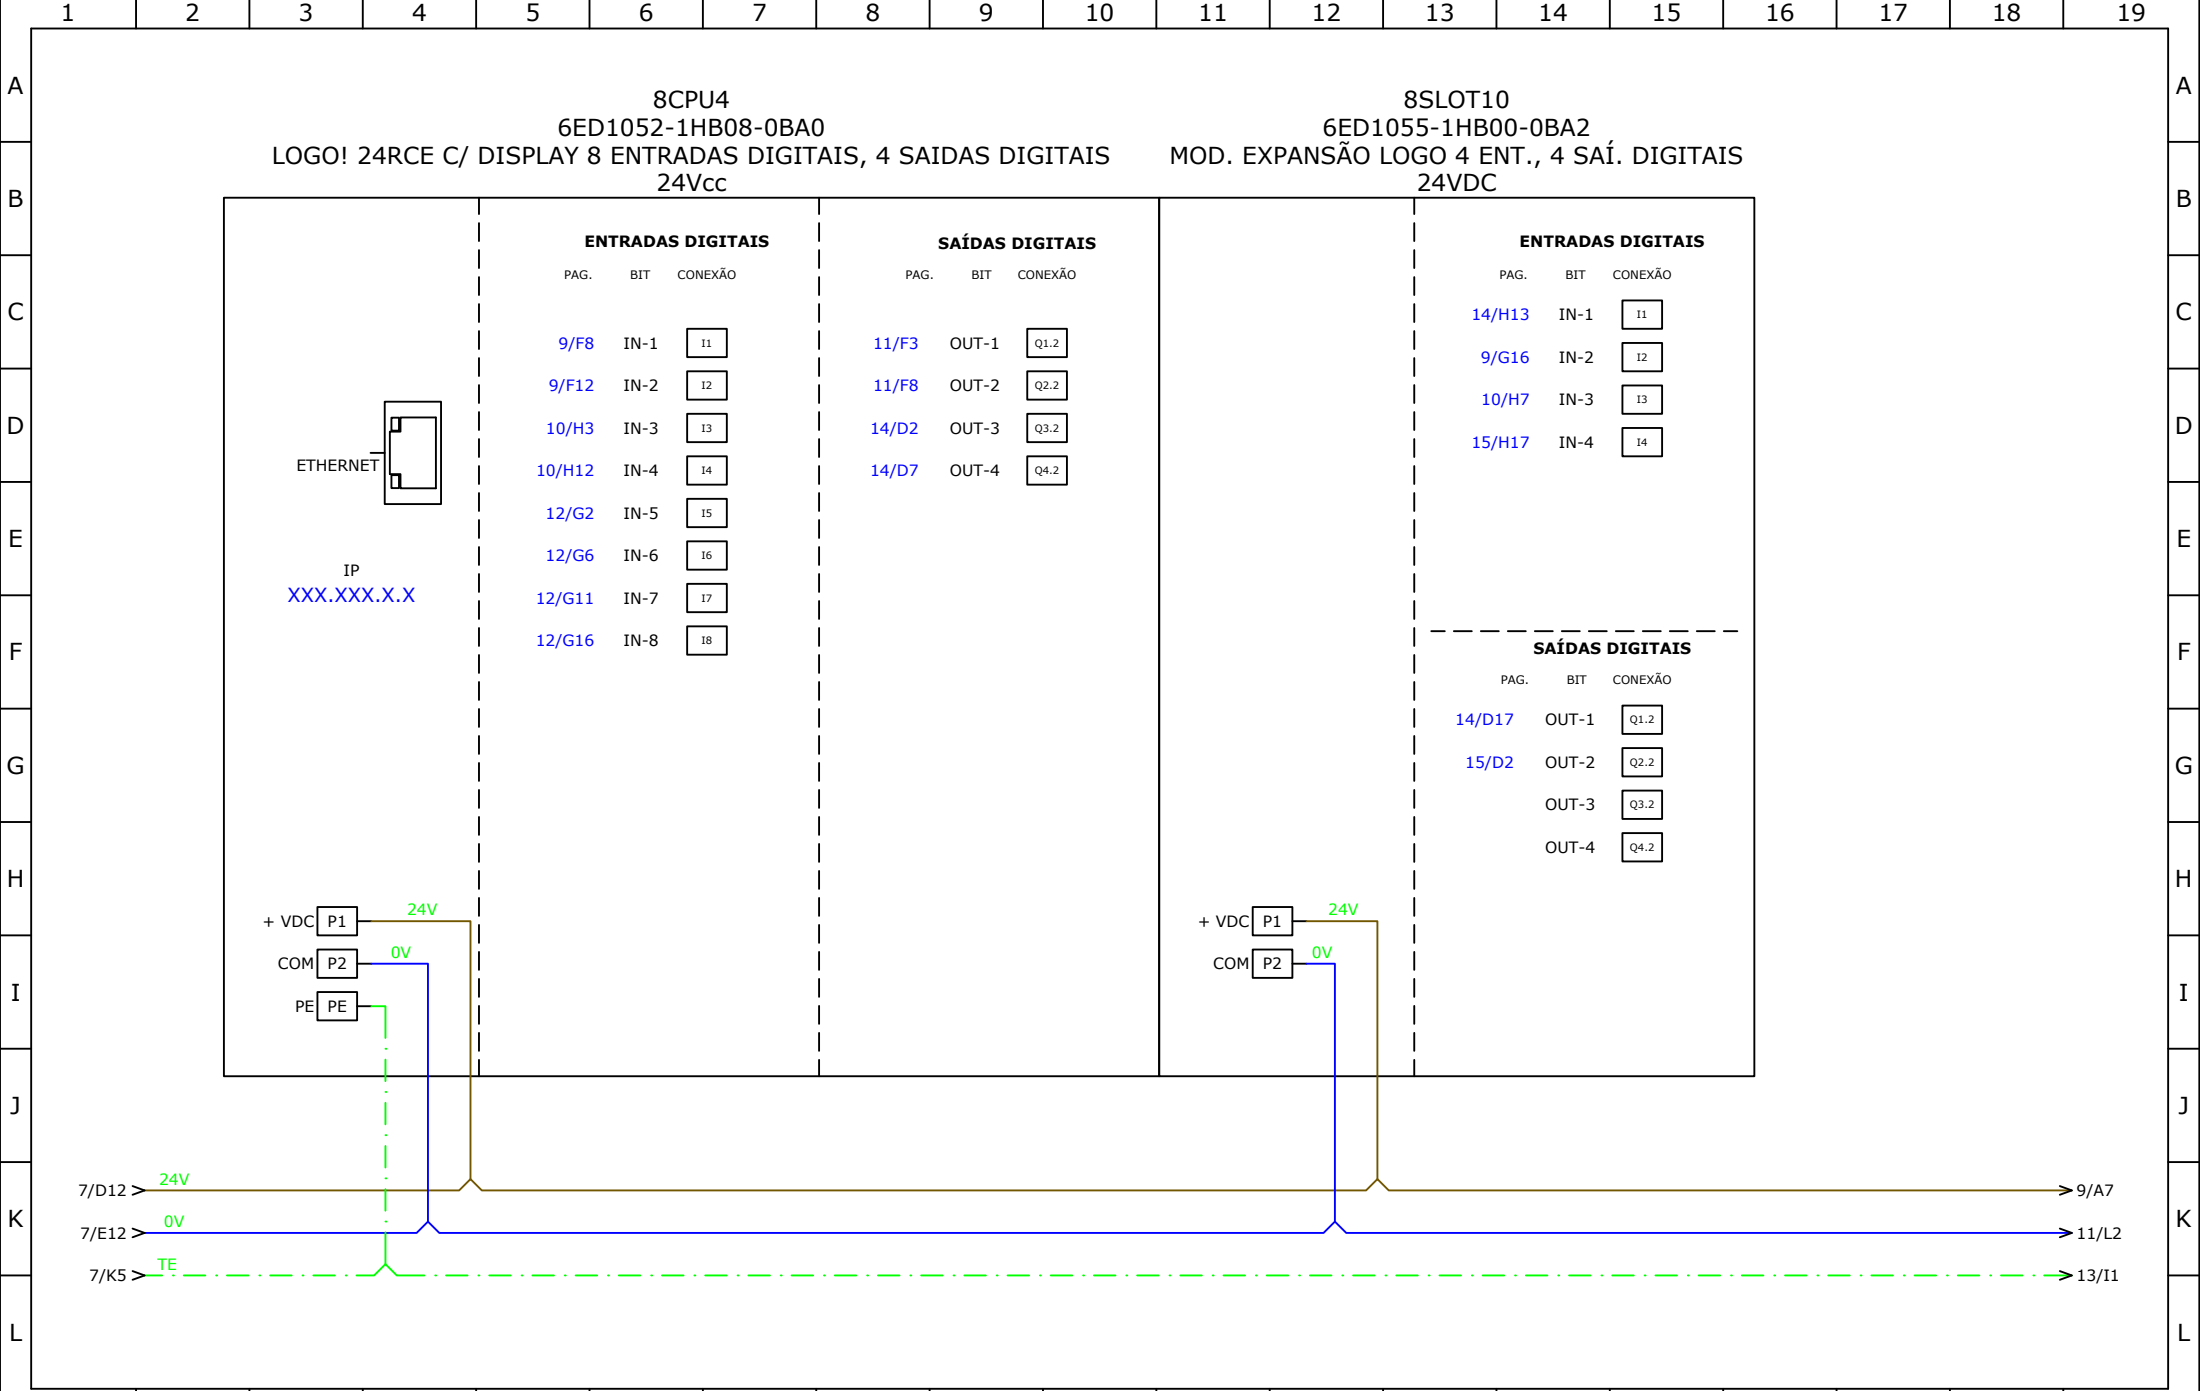 1 2 3 4 5 6 7 8 9 10 11 12 13 14 15 16 17 18 19
A A
8CPU4
6ED1052-1HB08-0BA0
LOGO! 24RCE C/ DISPLAY 8 ENTRADAS DIGITAIS, 4 SAIDAS DIGITAIS
24Vcc
8SLOT10
6ED1055-1HB00-0BA2
MOD. EXPANSÃO LOGO 4 ENT., 4 SAÍ. DIGITAIS
24VDC
B B
C C
D D
E E
F F
G G
H H
I I
J J
K K
L L
ETHERNET
IP
XXX.XXX.X.X
ENTRADAS DIGITAIS
PAG. BIT CONEXÃO
9/F8 IN-1 I1
9/F12 IN-2 I2
10/H3 IN-3 I3
10/H12 IN-4 I4
12/G2 IN-5 I5
12/G6 IN-6 I6
12/G11 IN-7 I7
12/G16 IN-8 I8
SAÍDAS DIGITAIS
PAG. BIT CONEXÃO
11/F3 OUT-1 Q1.2
11/F8 OUT-2 Q2.2
14/D2 OUT-3 Q3.2
14/D7 OUT-4 Q4.2
ENTRADAS DIGITAIS
PAG. BIT CONEXÃO
14/H13 IN-1 I1
9/G16 IN-2 I2
10/H7 IN-3 I3
15/H17 IN-4 I4
SAÍDAS DIGITAIS
PAG. BIT CONEXÃO
14/D17 OUT-1 Q1.2
15/D2 OUT-2 Q2.2
OUT-3 Q3.2
OUT-4 Q4.2
+ VDC P1 24V
COM P2 0V
PE PE
+ VDC P1 24V
COM P2 0V
7/D12 24V 9/A7
7/E12 0V 11/L2
7/K5 TE 13/I1